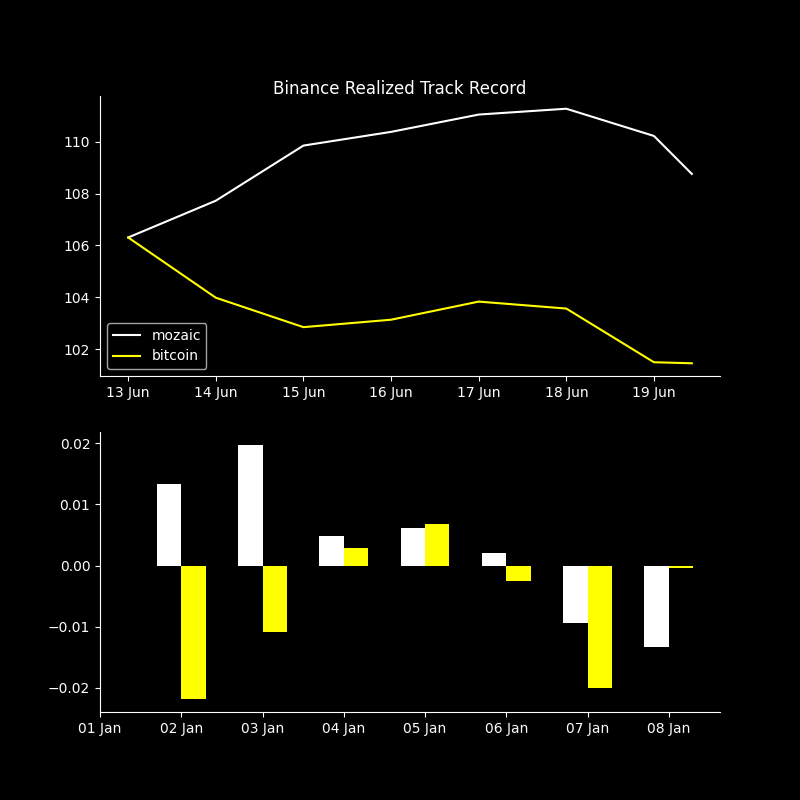 Binance Realized Track Record
110
108
106
104
102
mozaic
bitcoin
13 Jun 14 Jun 15 Jun 16 Jun 17 Jun 18 Jun 19 Jun
0.02
0.01
0.00
−0.01
−0.02
01 Jan 02 Jan 03 Jan 04 Jan 05 Jan 06 Jan 07 Jan 08 Jan